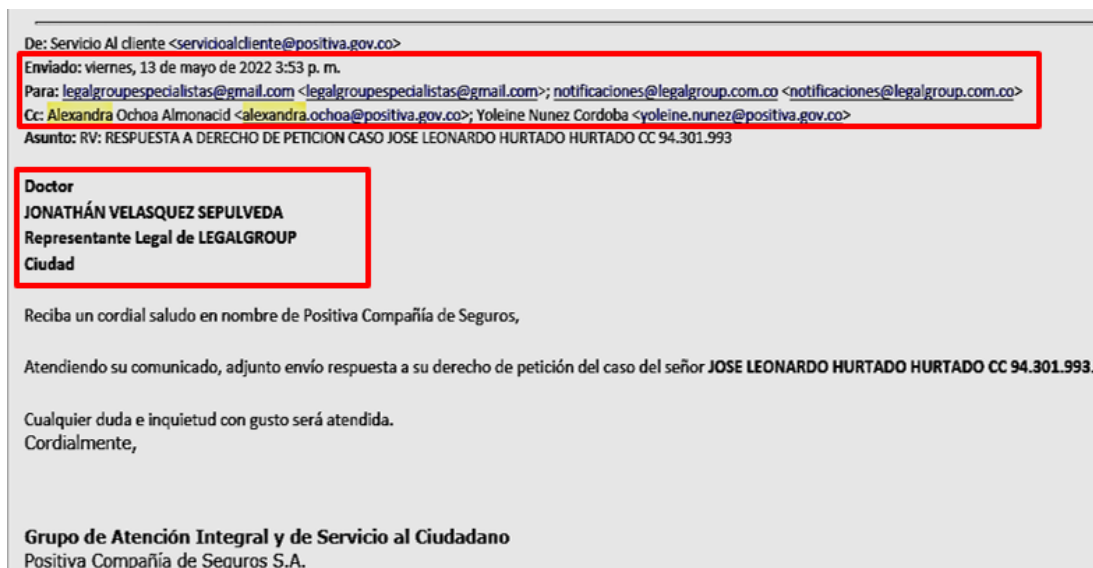 De: Servicio Al cliente <servicioalcliente@positiva.gov.co>
Enviado: viernes, 13 de mayo de 2022 3:53 p. m.
Para: legalgroupespecialistas@gmail.com <legalgroupespecialistas@gmail.com>; notificaciones@legalgroup.com.co <notificaciones@legalgroup.com.co>
Cc: Alexandra Ochoa Almonacid <alexandra.ochoa@positiva.gov.co>; Yoleine Nunez Cordoba <yoleine.nunez@positiva.gov.co>
Asunto: RV: RESPUESTA A DERECHO DE PETICION CASO JOSE LEONARDO HURTADO HURTADO CC 94.301.993
Doctor
JONATHÁN VELASQUEZ SEPULVEDA
Representante Legal de LEGALGROUP
Ciudad
Reciba un cordial saludo en nombre de Positiva Compañía de Seguros,
Atendiendo su comunicado, adjunto envío respuesta a su derecho de petición del caso del señor JOSE LEONARDO HURTADO HURTADO CC 94.301.993.
Cualquier duda e inquietud con gusto será atendida.
Cordialmente,
Grupo de Atención Integral y de Servicio al Ciudadano
Positiva Compañía de Seguros S.A.